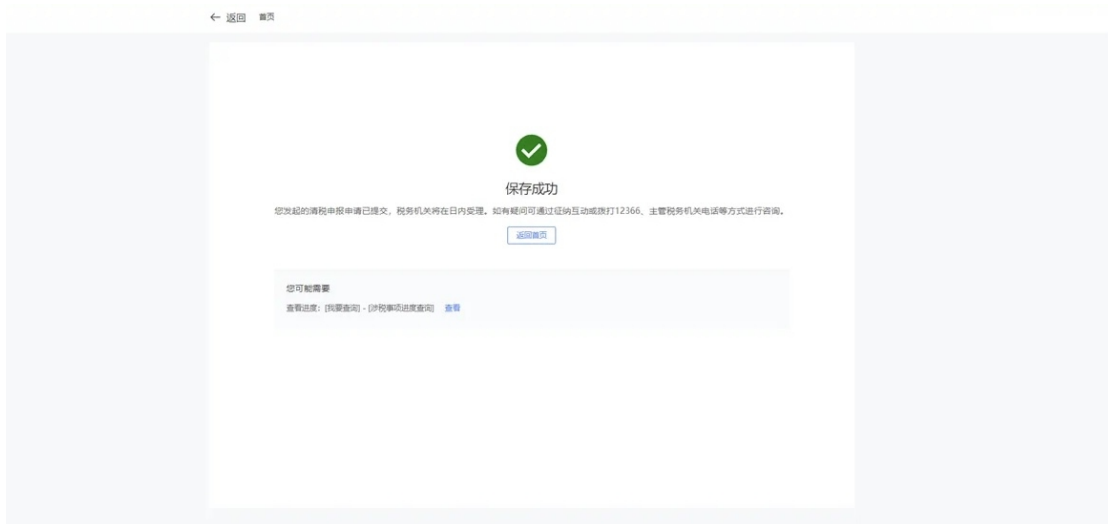 ← 返回 首页
保存成功
您发起的清税申报申请已提交，税务机关将在日内受理。如有疑问可通过征纳互动或拨打12366、主管税务机关电话等方式进行咨询。
返回首页
您可能需要
查看进度：[我要查询] - [涉税事项进度查询] 查看